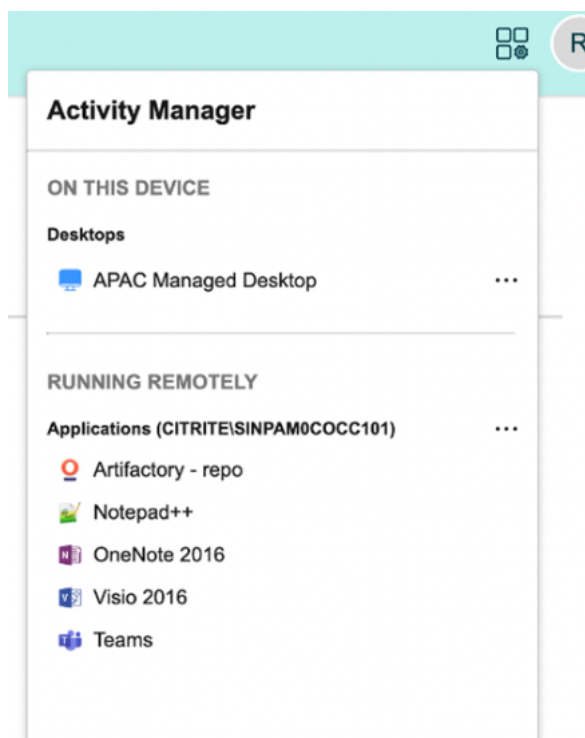 R
Activity Manager
ON THIS DEVICE
Desktops
APAC Managed Desktop
RUNNING REMOTELY
Applications (CITRITE\SINPAM0COCC101)
Artifactory - repo
Notepad++
OneNote 2016
Visio 2016
Teams